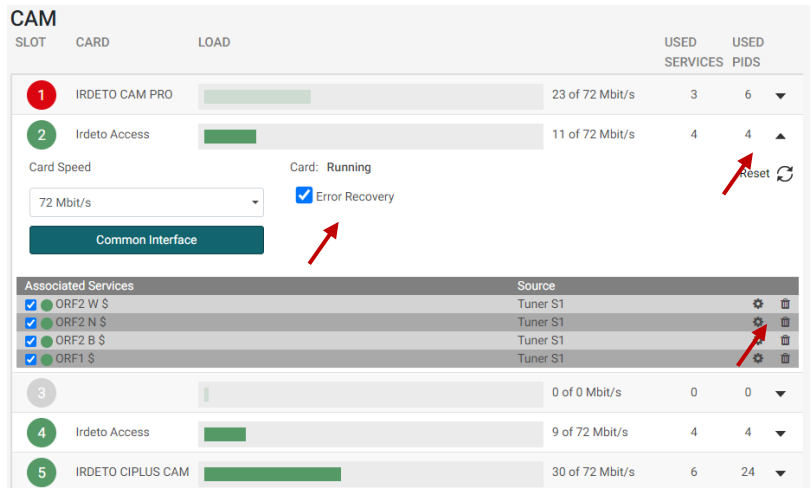 CAM
SLOT CARD LOAD USED SERVICES USED PIDS
1 IRDETO CAM PRO 23 of 72 Mbit/s 3 6
2 Irdeto Access 11 of 72 Mbit/s 4 4
Card Speed Card: Running Reset
72 Mbit/s Error Recovery
Common Interface
Associated Services Source
ORF2 W $ Tuner S1
ORF2 N $ Tuner S1
ORF2 B $ Tuner S1
ORF1 $ Tuner S1
3 0 of 0 Mbit/s 0 0
4 Irdeto Access 9 of 72 Mbit/s 4 4
5 IRDETO CIPLUS CAM 30 of 72 Mbit/s 6 24